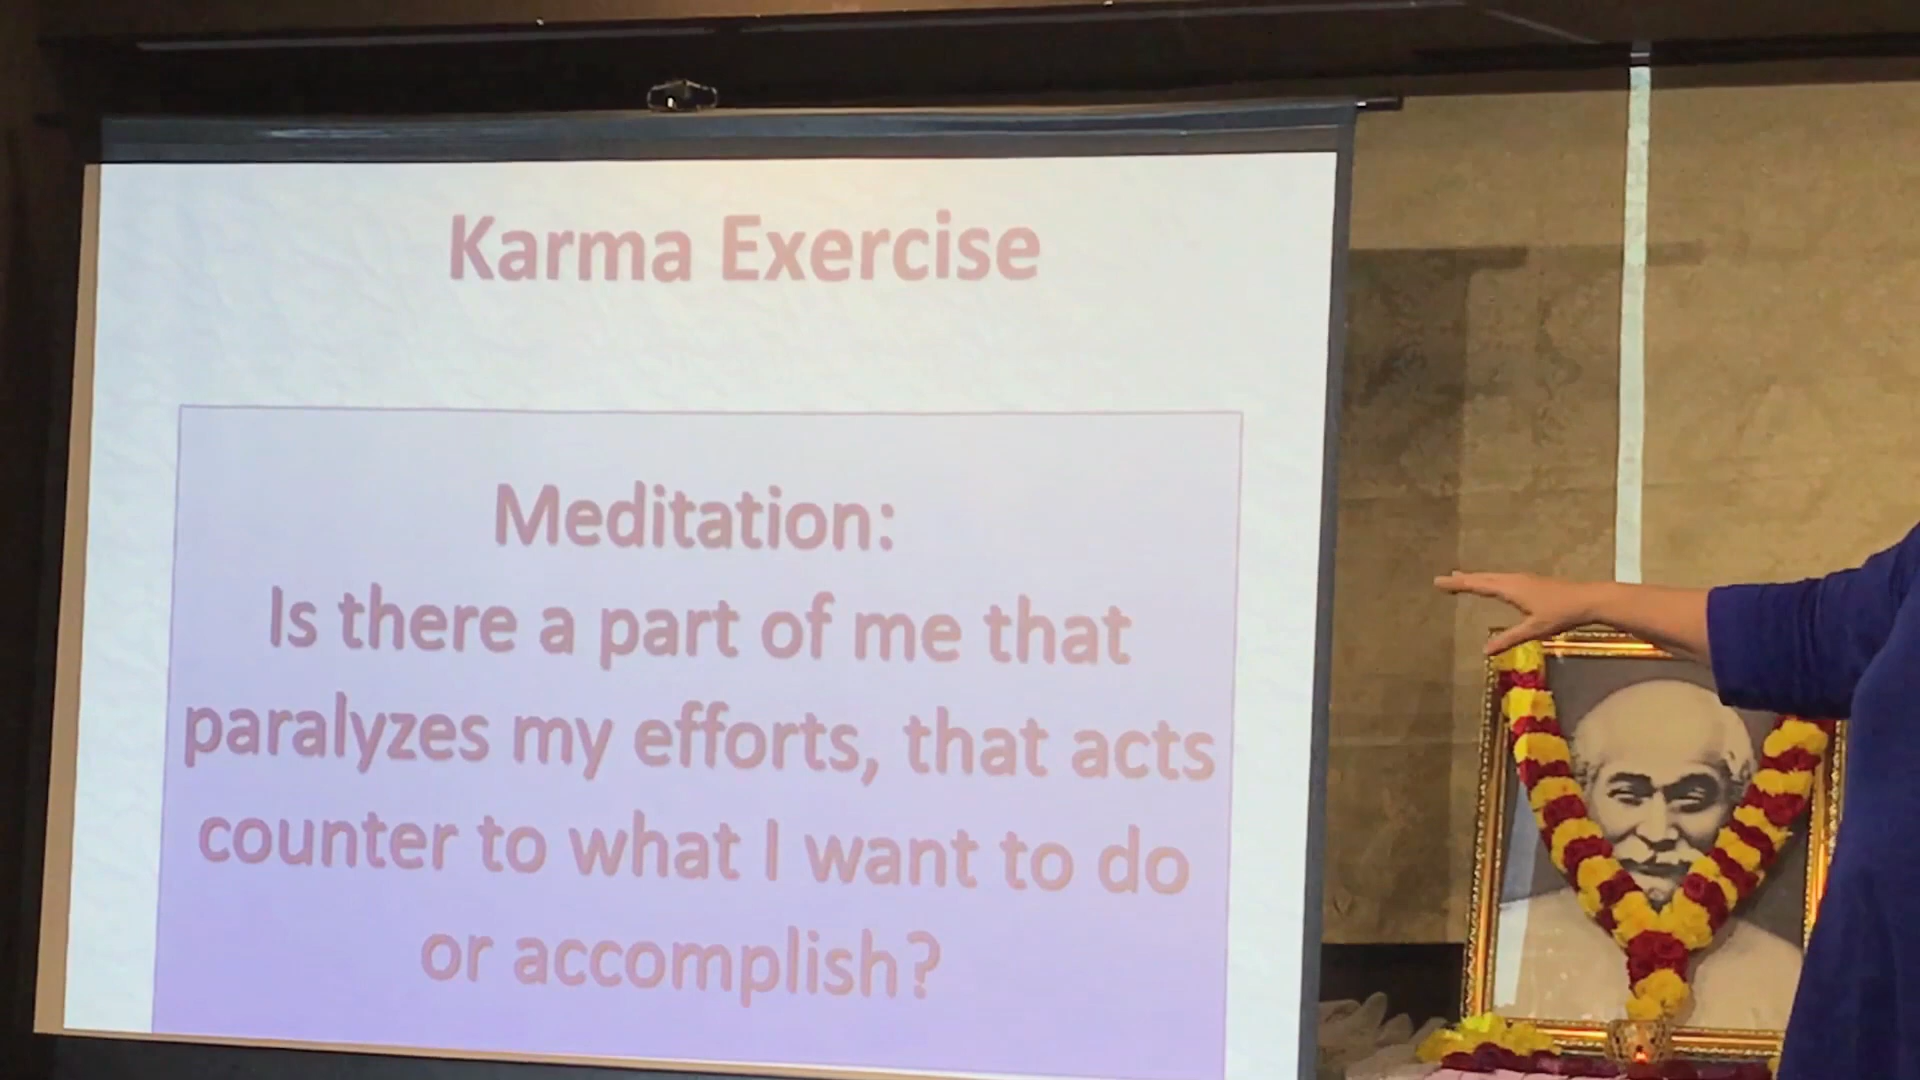 Karma Exercise
Meditation:
Is there a part of me that
paralyzes my efforts, that acts
counter to what I want to do
or accomplish?